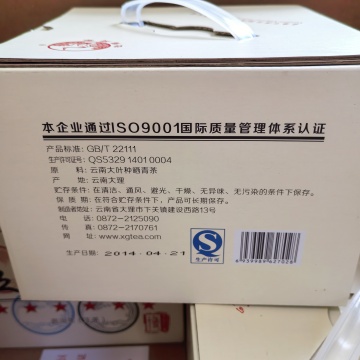 本企业通过ISO9001国际质量管理体系认证
产品标准: GB/T 22111
生产许可证号: QS5329 1401 0004
原 料: 云南大叶种晒青茶
产 地: 云南大理
贮存条件: 在清洁、通风、避光、干燥、无异味、无污染的条件下保存。
保 质 期: 在符合贮存条件下, 产品可长期保存。
制造者地址: 云南省大理市下关镇建设西路13号
电 话: 0872-2125090
传 真: 0872-2170761
网 址: www.xgtea.com
生产日期: 2014-04-21
QS
生产许可